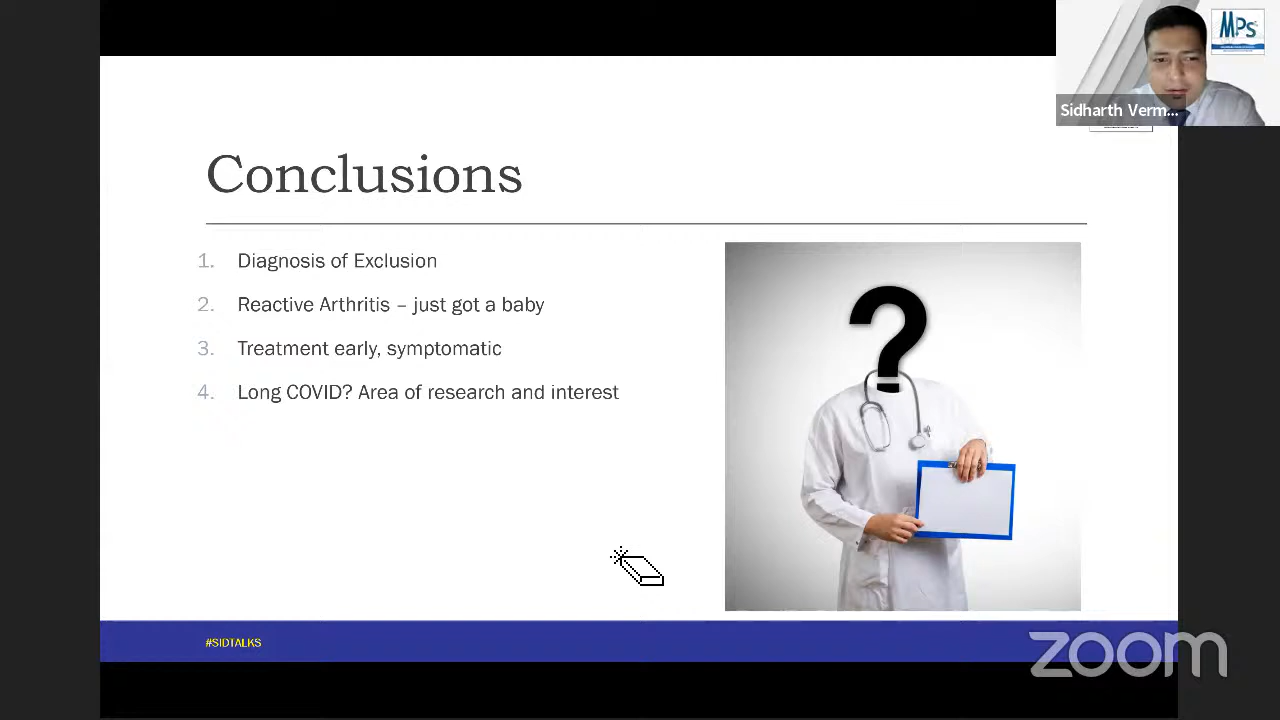 MPS
Sidharth Verm...
Conclusions
1. Diagnosis of Exclusion
2. Reactive Arthritis – just got a baby
3. Treatment early, symptomatic
4. Long COVID? Area of research and interest
?
#SIDTALKS
zoom